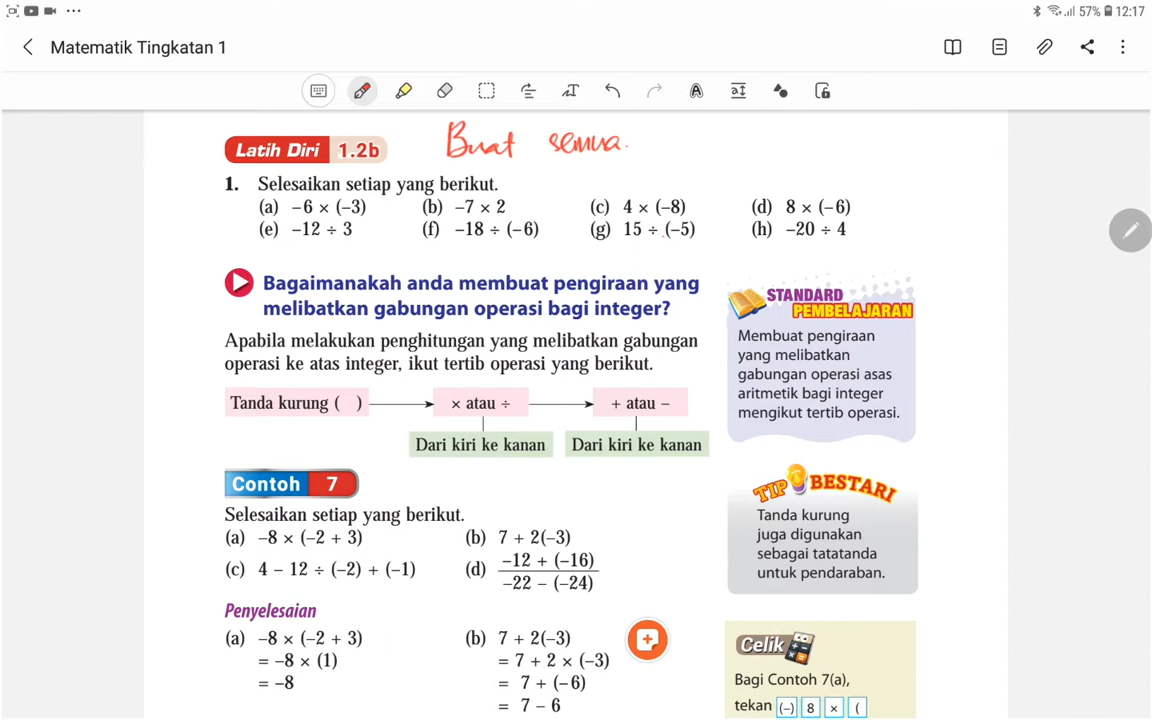 57% 12:17
Matematik Tingkatan 1
Latih Diri 1.2b
Buat semua.
1. Selesaikan setiap yang berikut.
(a) −6 × (−3) (b) −7 × 2 (c) 4 × (−8) (d) 8 × (−6)
(e) −12 ÷ 3 (f) −18 ÷ (−6) (g) 15 ÷ (−5) (h) −20 ÷ 4
Bagaimanakah anda membuat pengiraan yang
melibatkan gabungan operasi bagi integer?
Apabila melakukan penghitungan yang melibatkan gabungan
operasi ke atas integer, ikut tertib operasi yang berikut.
Tanda kurung ( ) × atau ÷ + atau −
Dari kiri ke kanan Dari kiri ke kanan
STANDARD
PEMBELAJARAN
Membuat pengiraan
yang melibatkan
gabungan operasi asas
aritmetik bagi integer
mengikut tertib operasi.
Contoh 7
Selesaikan setiap yang berikut.
(a) −8 × (−2 + 3) (b) 7 + 2(−3)
(c) 4 − 12 ÷ (−2) + (−1) (d) −12 + (−16)
−22 − (−24)
TIP BESTARI
Tanda kurung
juga digunakan
sebagai tatatanda
untuk pendaraban.
Penyelesaian
(a) −8 × (−2 + 3) (b) 7 + 2(−3)
= −8 × (1) = 7 + 2 × (−3)
= −8 = 7 + (−6)
= 7 − 6
Celik
Bagi Contoh 7(a),
tekan (−) 8 × (